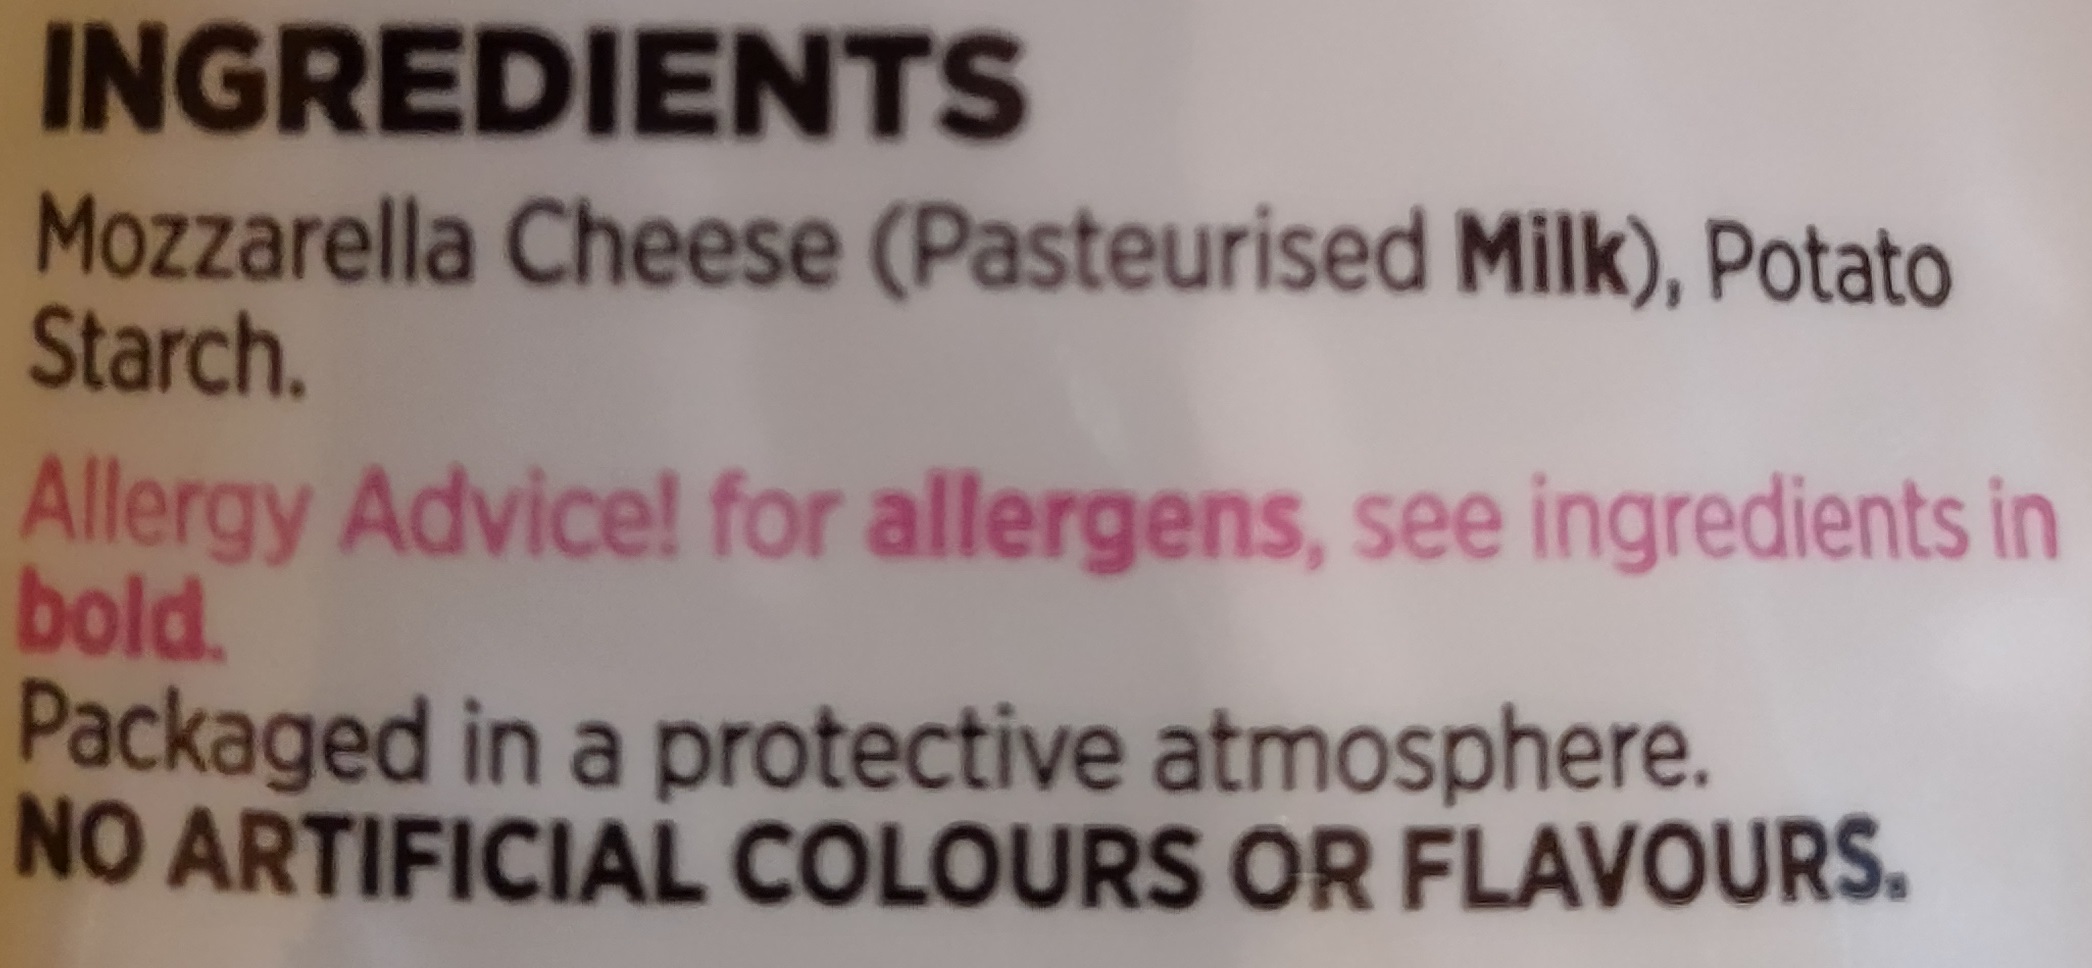 INGREDIENTS
Mozzarella Cheese (Pasteurised Milk), Potato
Starch.
Allergy Advice! for allergens, see ingredients in
bold.
Packaged in a protective atmosphere.
NO ARTIFICIAL COLOURS OR FLAVOURS.